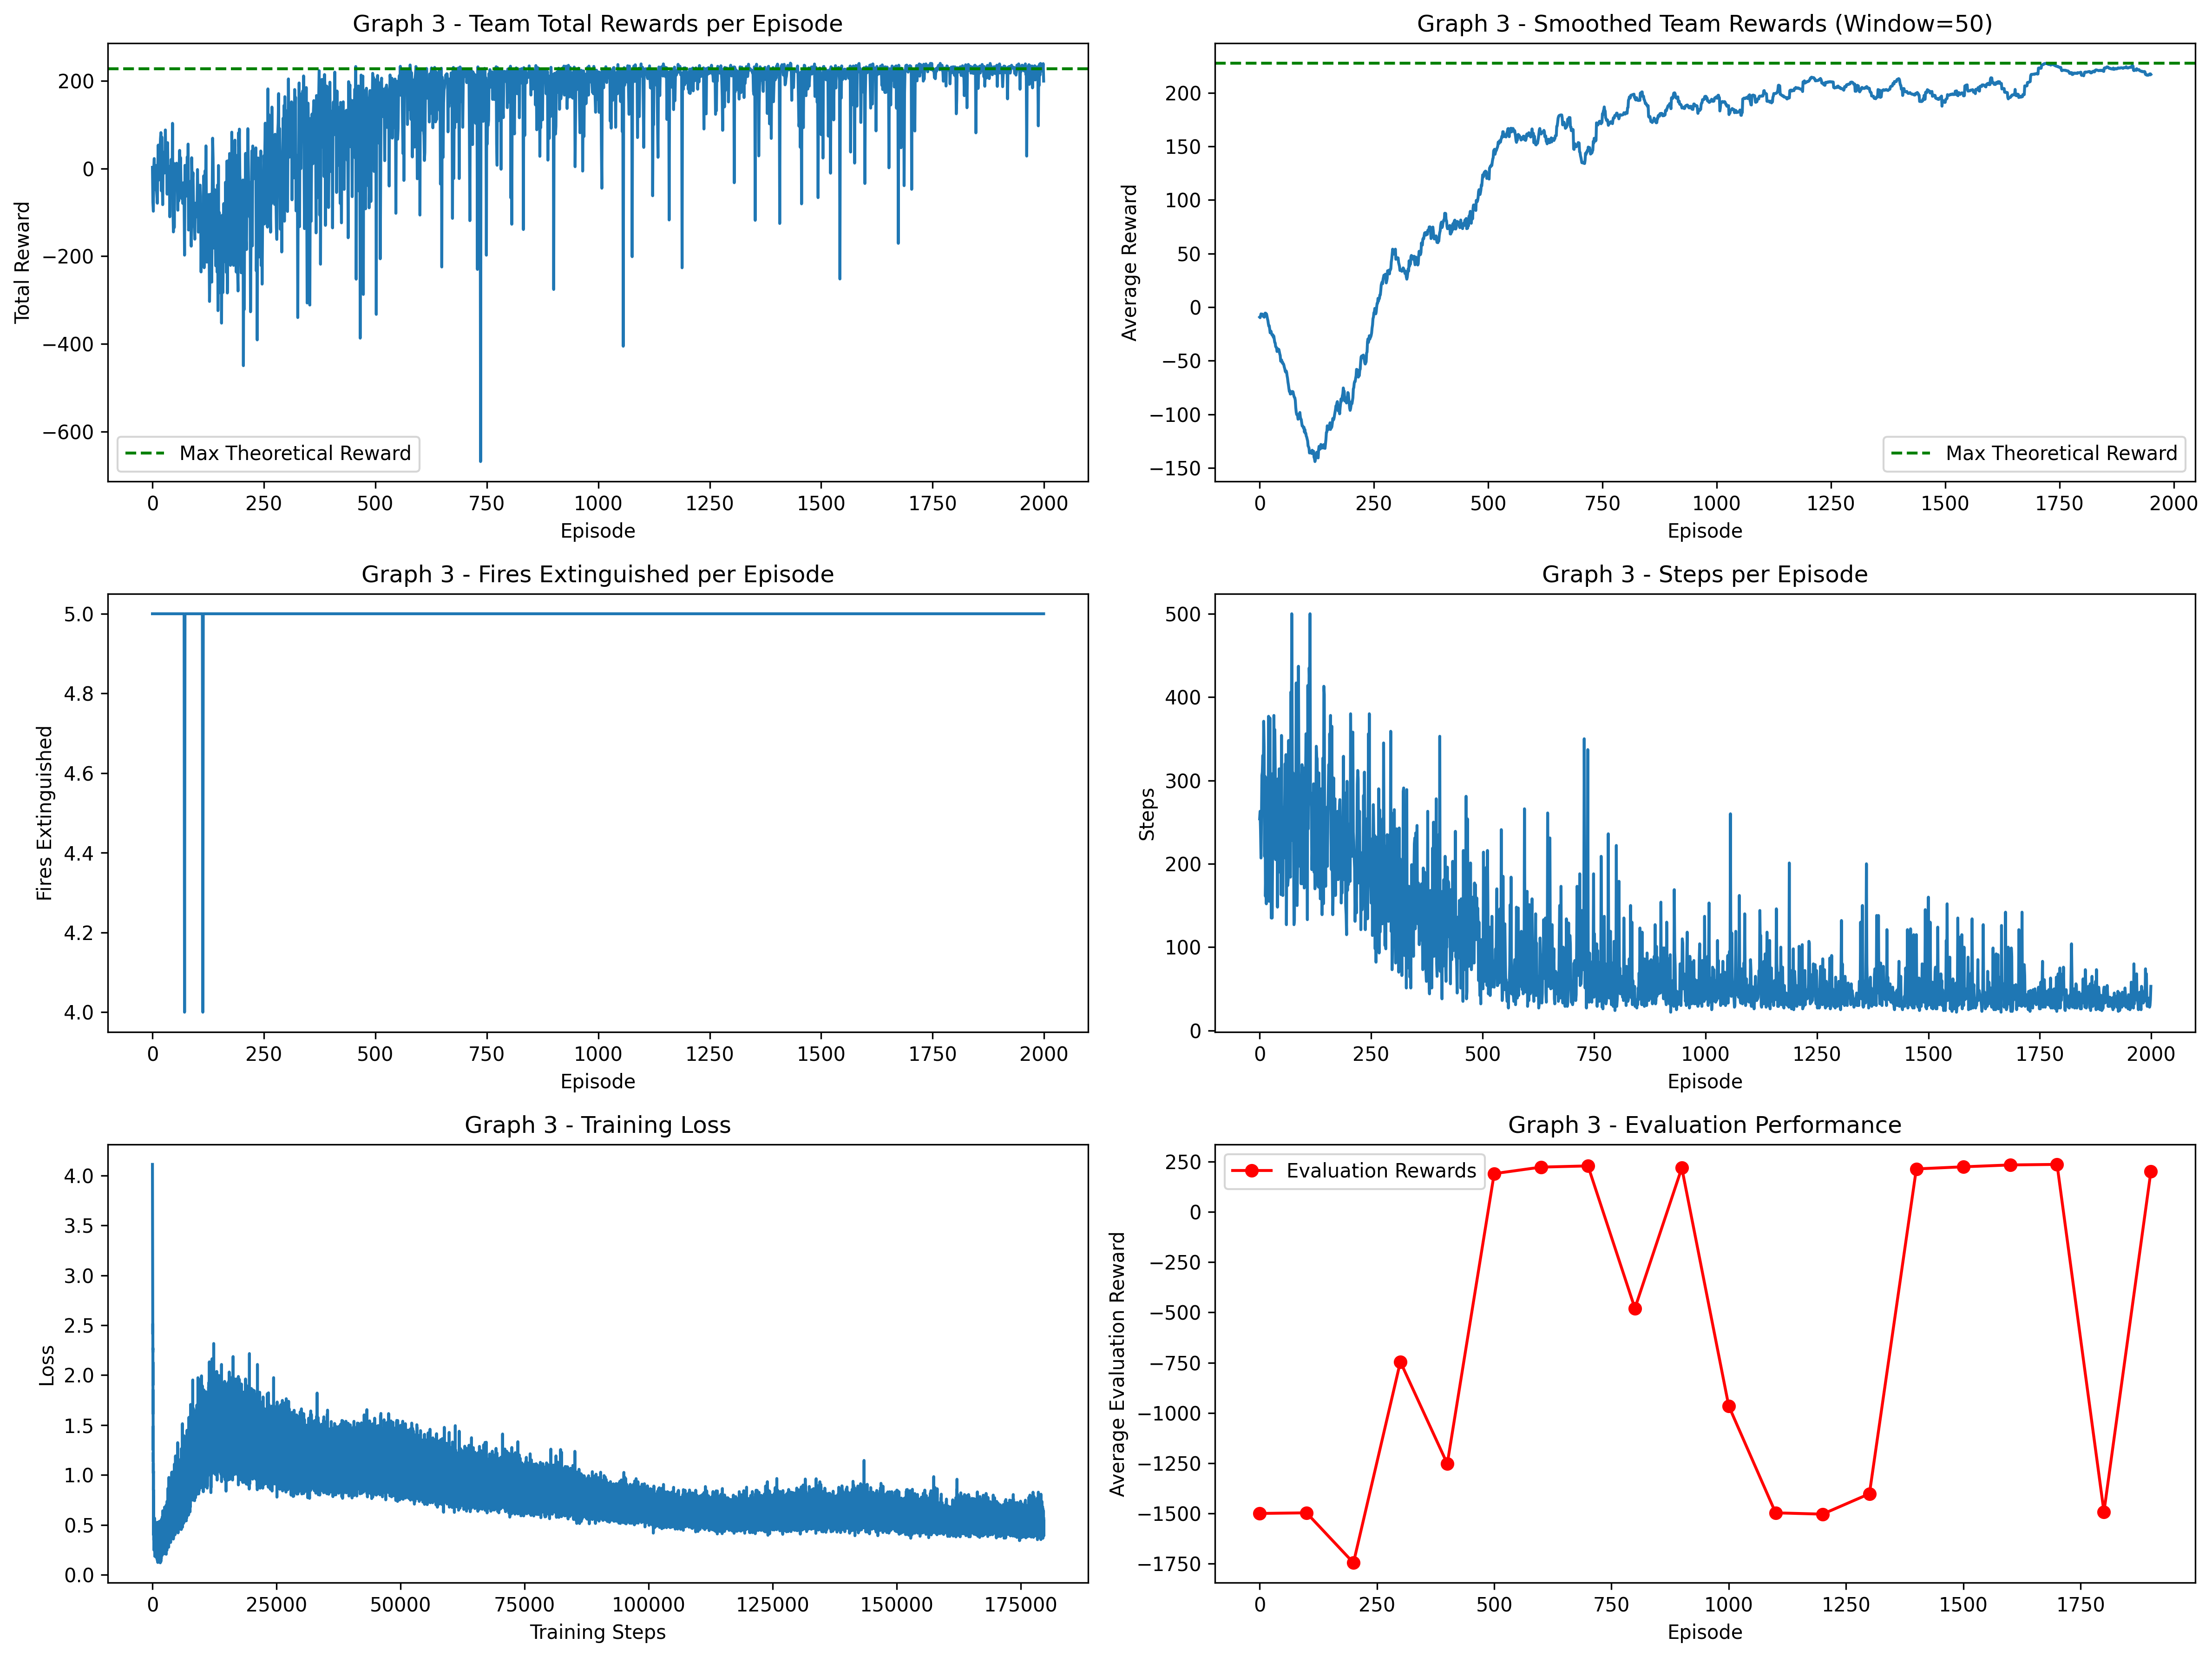 Graph 3 - Team Total Rewards per Episode
Total Reward
200
0
−200
−400
−600
Max Theoretical Reward
0 250 500 750 1000 1250 1500 1750 2000
Episode
Graph 3 - Smoothed Team Rewards (Window=50)
Average Reward
200
150
100
50
0
−50
−100
−150
Max Theoretical Reward
0 250 500 750 1000 1250 1500 1750 2000
Episode
Graph 3 - Fires Extinguished per Episode
Fires Extinguished
5.0
4.8
4.6
4.4
4.2
4.0
0 250 500 750 1000 1250 1500 1750 2000
Episode
Graph 3 - Steps per Episode
Steps
500
400
300
200
100
0
0 250 500 750 1000 1250 1500 1750 2000
Episode
Graph 3 - Training Loss
Loss
4.0
3.5
3.0
2.5
2.0
1.5
1.0
0.5
0.0
0 25000 50000 75000 100000 125000 150000 175000
Training Steps
Graph 3 - Evaluation Performance
Average Evaluation Reward
250
0
−250
−500
−750
−1000
−1250
−1500
−1750
Evaluation Rewards
0 250 500 750 1000 1250 1500 1750
Episode